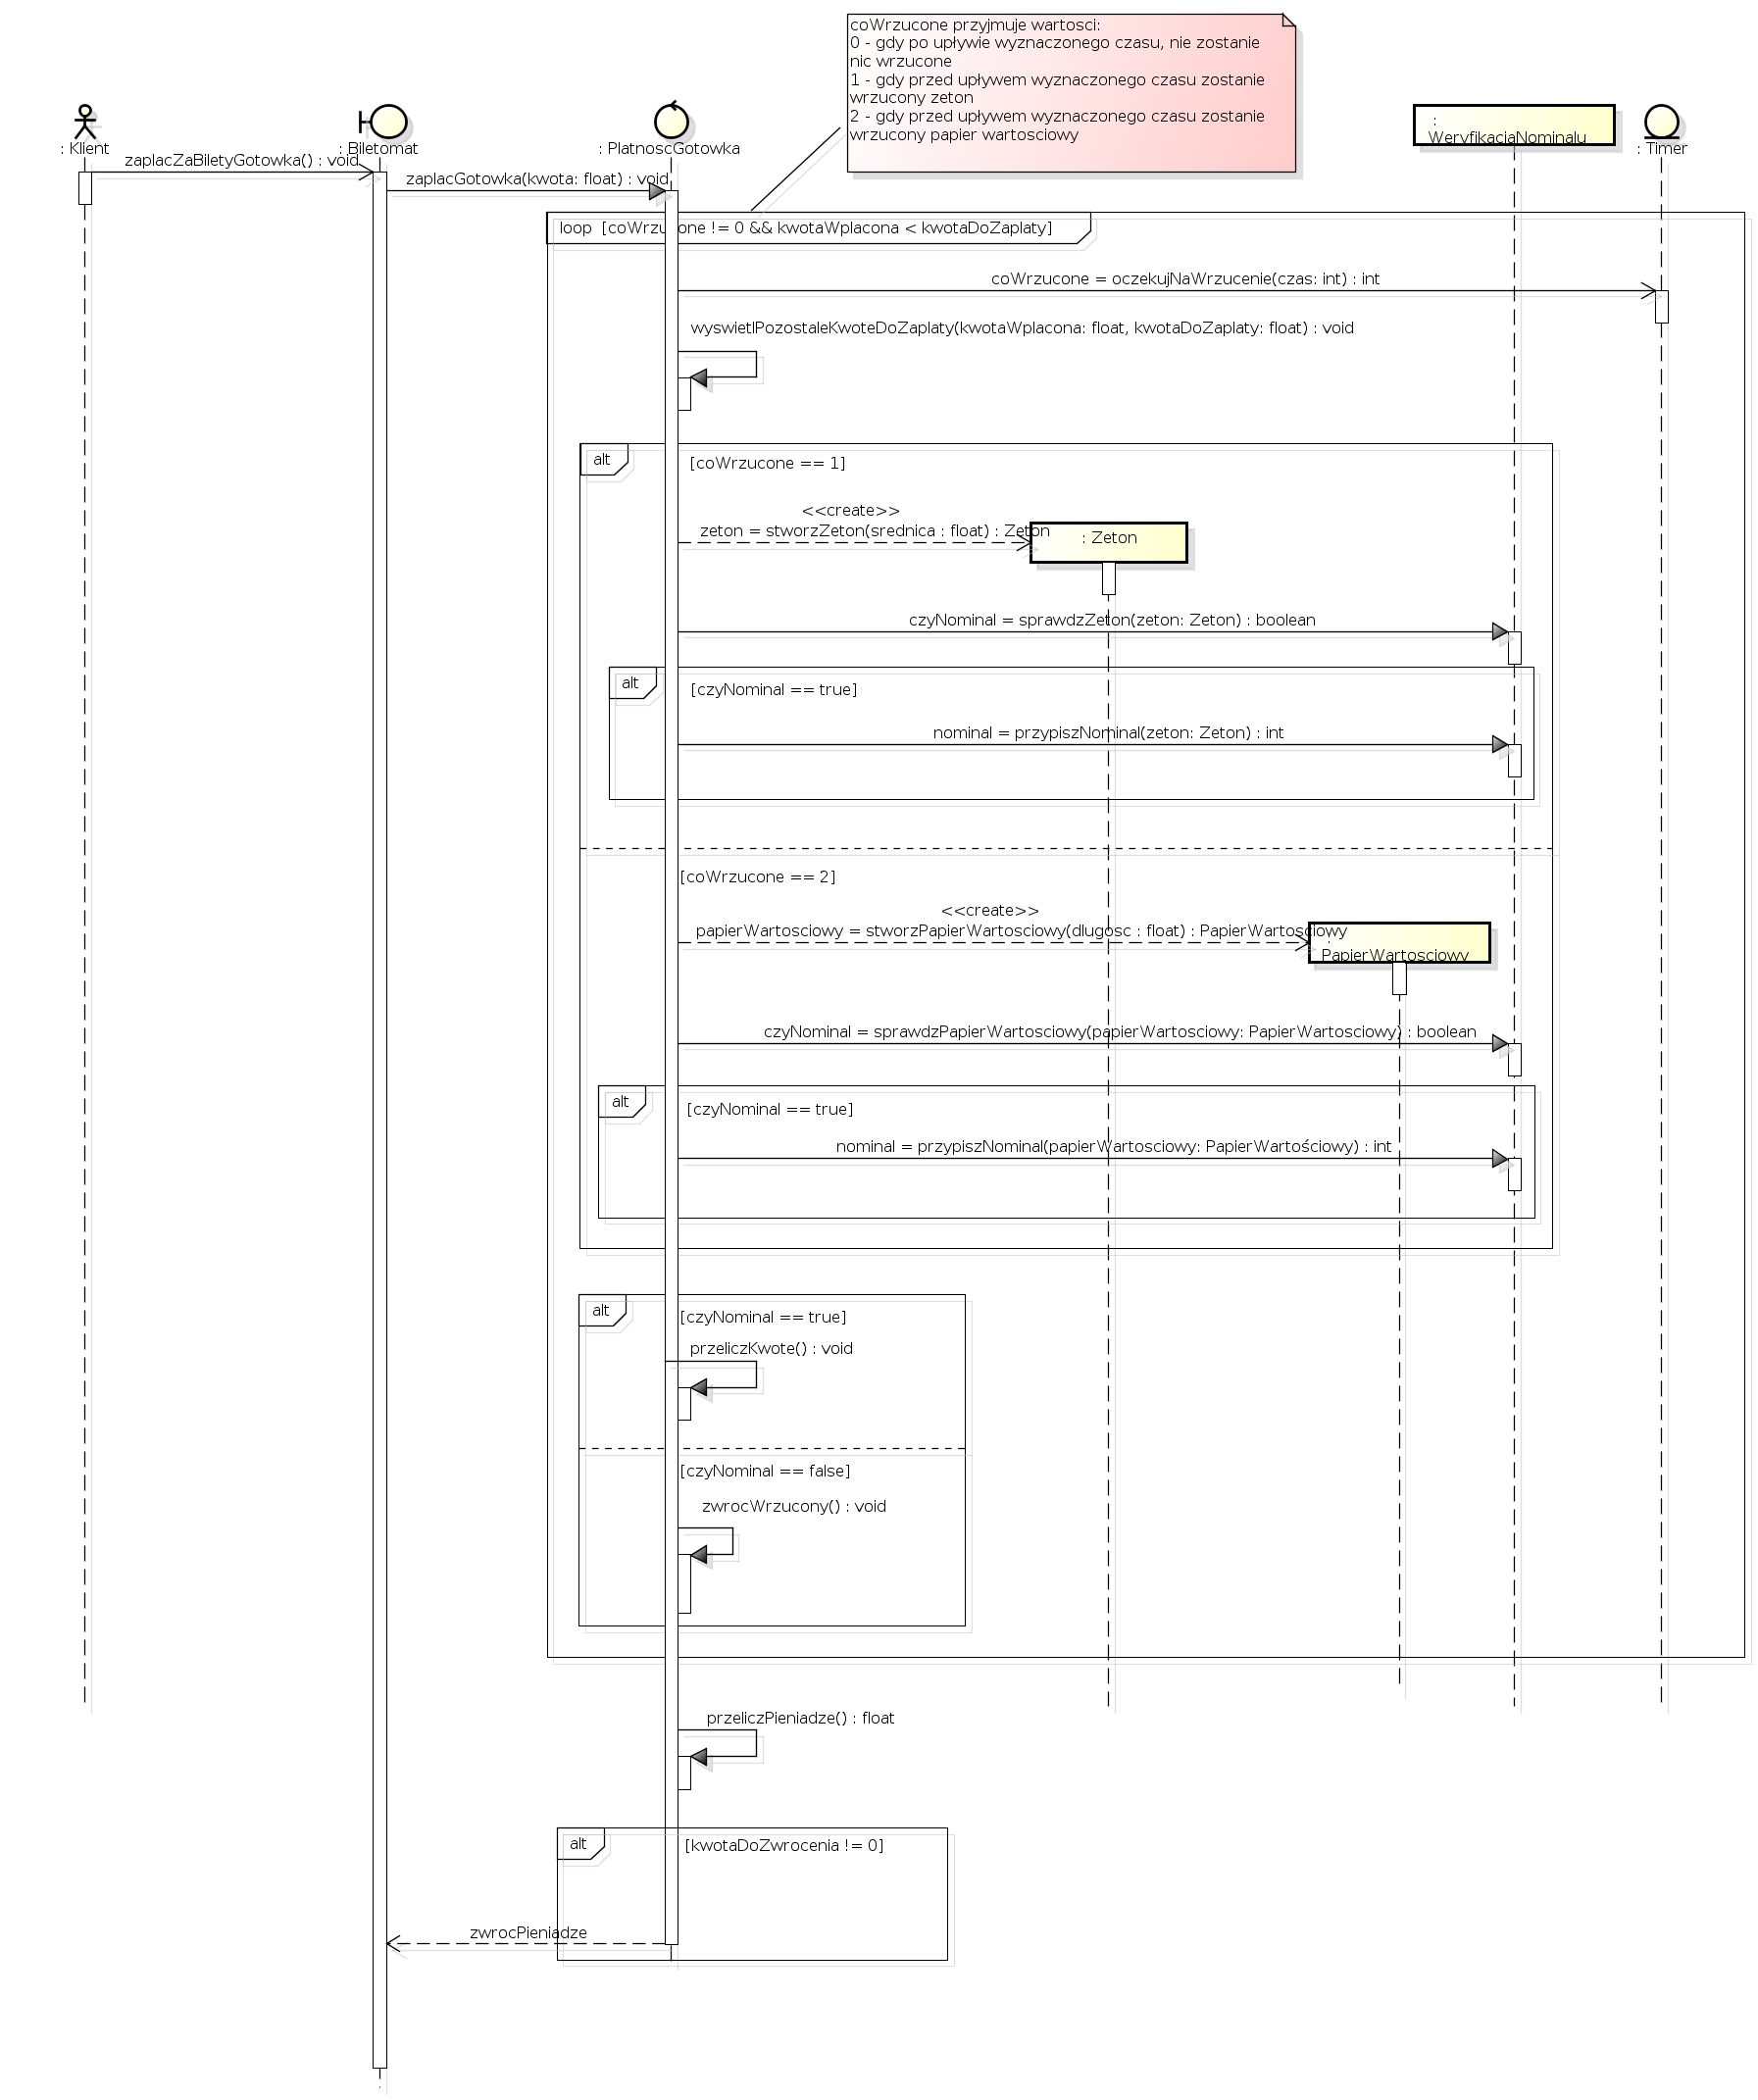 coWrzucone przyjmuje wartosci:
0 - gdy po upływie wyznaczonego czasu, nie zostanie
nic wrzucone
1 - gdy przed upływem wyznaczonego czasu zostanie
wrzucony zeton
2 - gdy przed upływem wyznaczonego czasu zostanie
wrzucony papier wartosciowy
: Klient
: Biletomat
: PlatnoscGotowka
:
WeryfikacjaNominalu
: Timer
zaplacZaBiletyGotowka() : void
zaplacGotowka(kwota: float) : void
loop [coWrzucone != 0 && kwotaWplacona < kwotaDoZaplaty]
coWrzucone = oczekujNaWrzucenie(czas: int) : int
wyswietlPozostaleKwoteDoZaplaty(kwotaWplacona: float, kwotaDoZaplaty: float) : void
alt
[coWrzucone == 1]
<<create>>
zeton = stworzZeton(srednica : float) : Zeton
: Zeton
czyNominal = sprawdzZeton(zeton: Zeton) : boolean
alt
[czyNominal == true]
nominal = przypiszNominal(zeton: Zeton) : int
[coWrzucone == 2]
<<create>>
papierWartosciowy = stworzPapierWartosciowy(dlugosc : float) : PapierWartosciowy
:
PapierWartosciowy
czyNominal = sprawdzPapierWartosciowy(papierWartosciowy: PapierWartosciowy) : boolean
alt
[czyNominal == true]
nominal = przypiszNominal(papierWartosciowy: PapierWartościowy) : int
alt
[czyNominal == true]
przeliczKwote() : void
[czyNominal == false]
zwrocWrzucony() : void
przeliczPieniadze() : float
alt
[kwotaDoZwrocenia != 0]
zwrocPieniadze